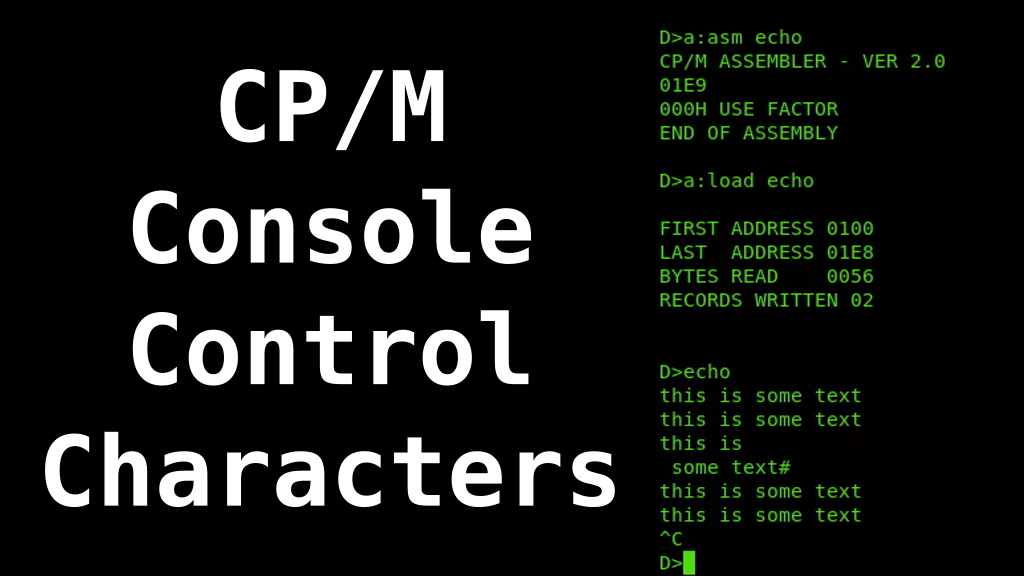 CP/M
Console
Control
Characters
D>a:asm echo
CP/M ASSEMBLER - VER 2.0
01E9
000H USE FACTOR
END OF ASSEMBLY
D>a:load echo
FIRST ADDRESS 0100
LAST  ADDRESS 01E8
BYTES READ    0056
RECORDS WRITTEN 02
D>echo
this is some text
this is some text
this is
 some text#
this is some text
this is some text
^C
D>